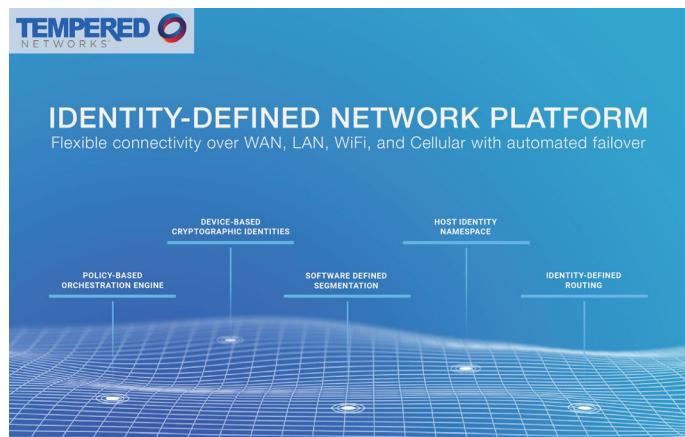 TEMPERED
NETWORKS
IDENTITY-DEFINED NETWORK PLATFORM
Flexible connectivity over WAN, LAN, WiFi, and Cellular with automated failover
DEVICE-BASED
CRYPTOGRAPHIC IDENTITIES
HOST IDENTITY
NAMESPACE
POLICY-BASED
ORCHESTRATION ENGINE
SOFTWARE DEFINED
SEGMENTATION
IDENTITY-DEFINED
ROUTING